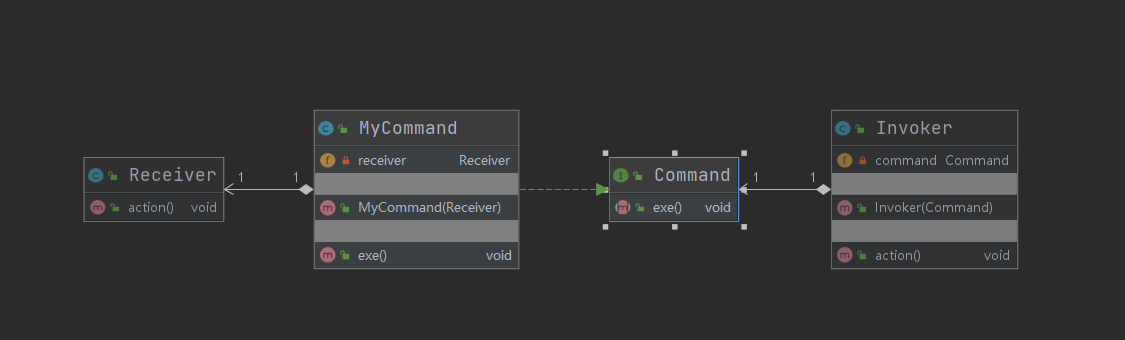 Receiver
action() void
1 1
MyCommand
receiver Receiver
MyCommand(Receiver)
exe() void
Command
exe() void
1 1
Invoker
command Command
Invoker(Command)
action() void